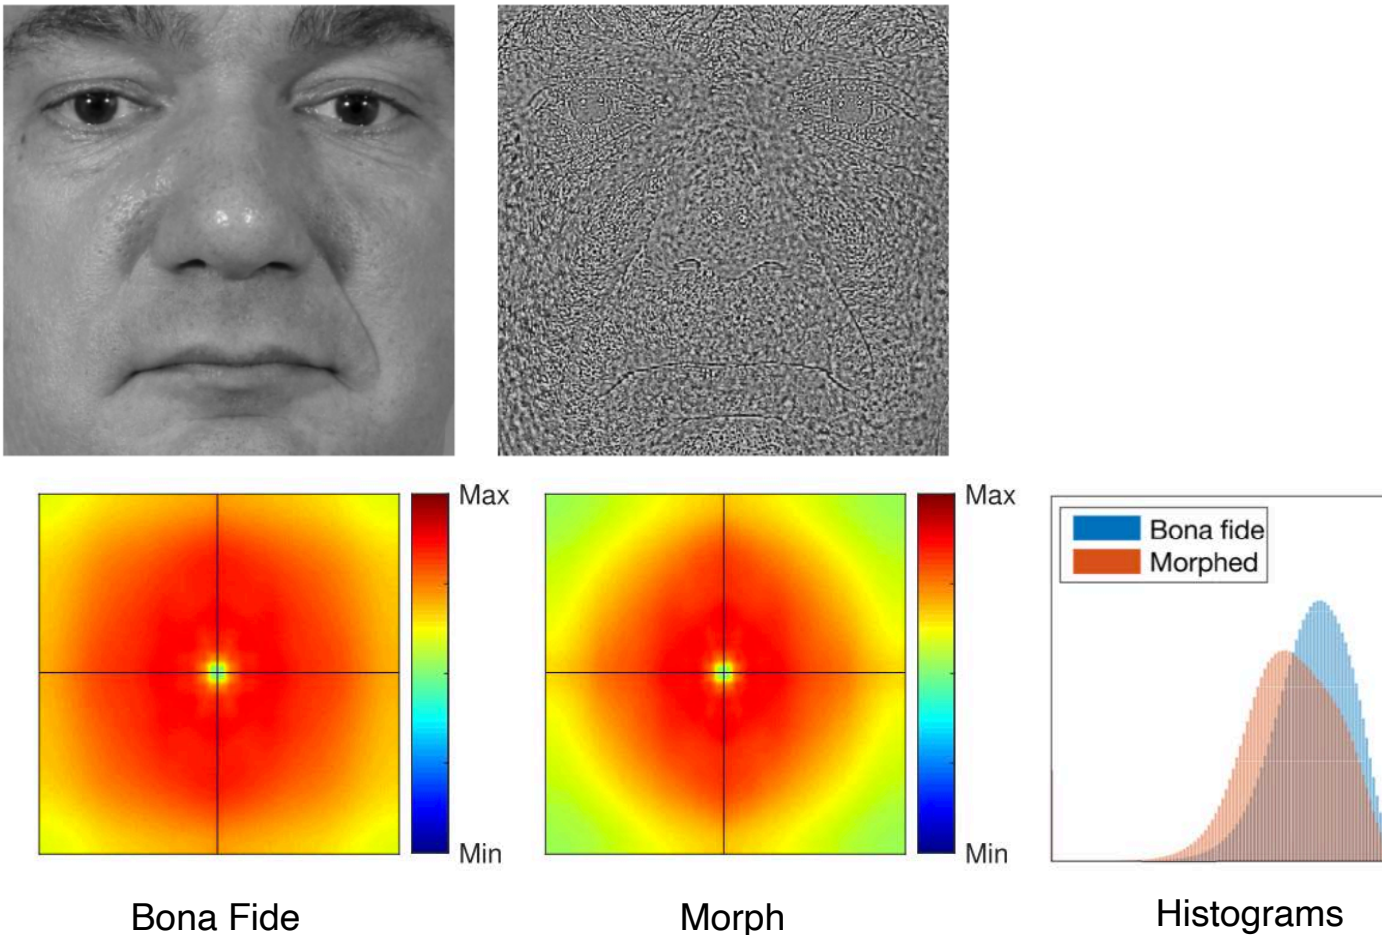 Max
Min
Bona Fide
Max
Min
Morph
Bona fide
Morphed
Histograms